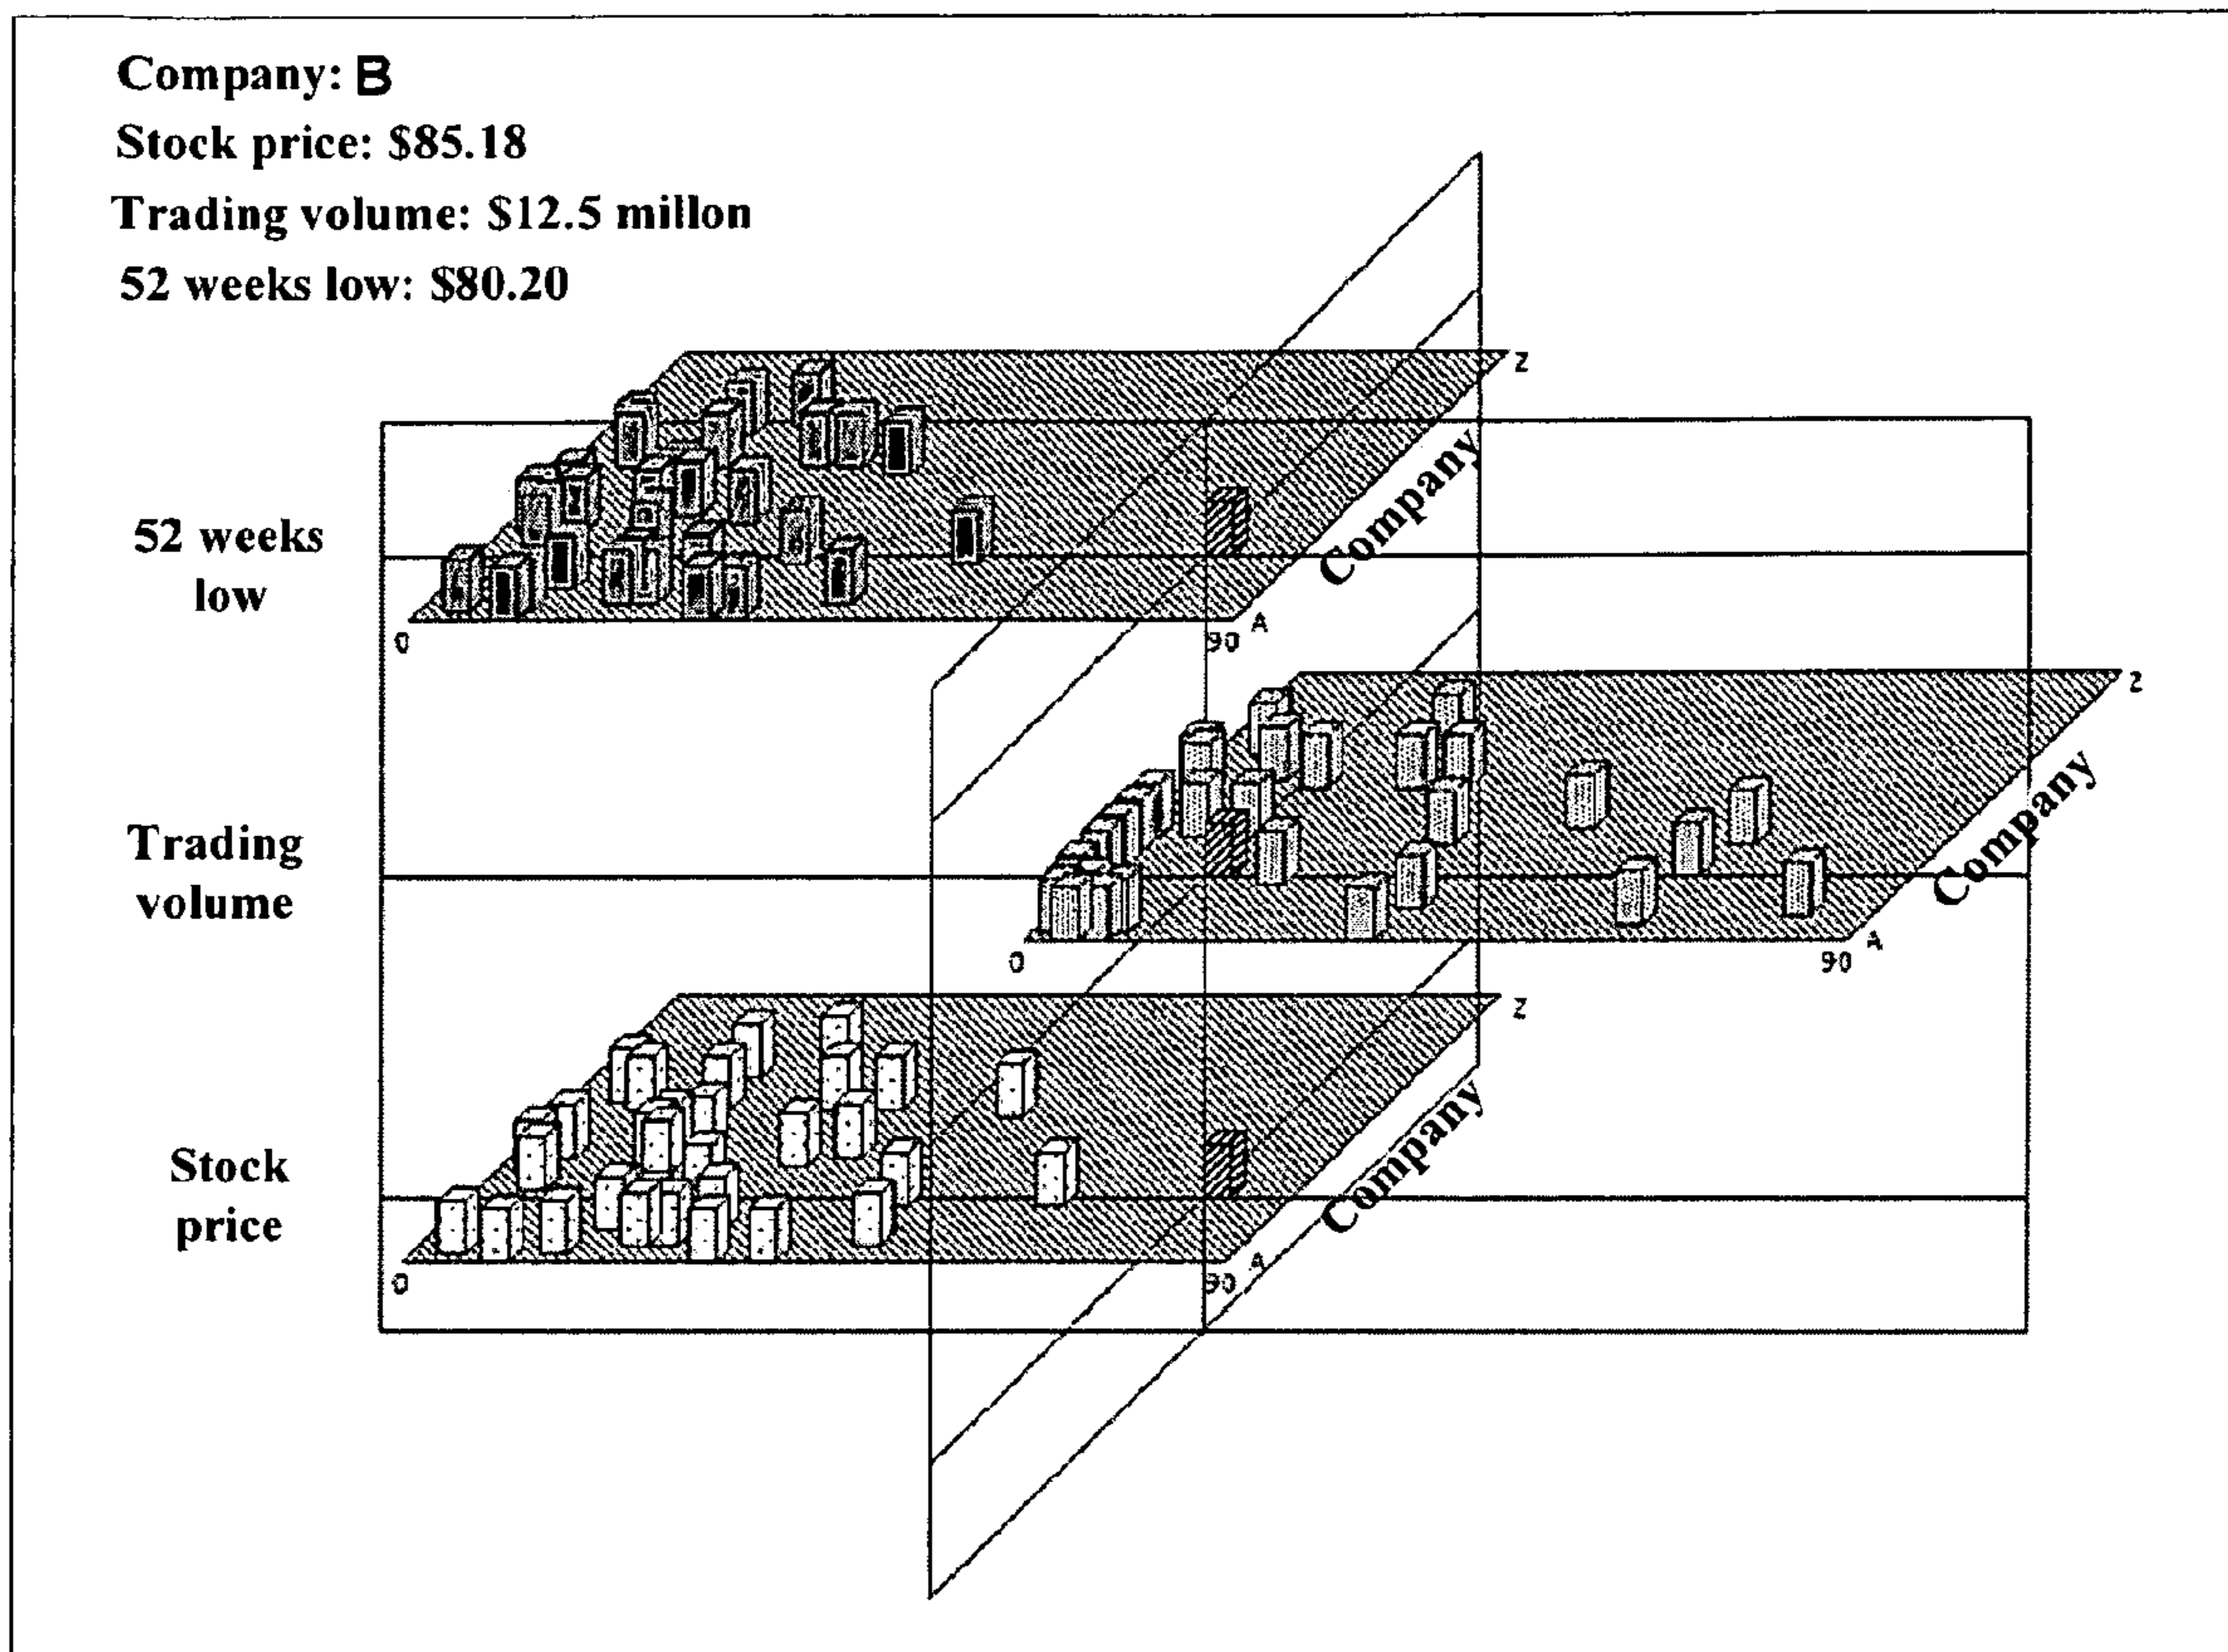 Company: B
Stock price: $85.18
Trading volume: $12.5 millon
52 weeks low: $80.20
Z
Company
52 weeks
low
0
90
A
Z
Company
Trading
volume
0
90
A
Z
Company
Stock
price
0
90
A